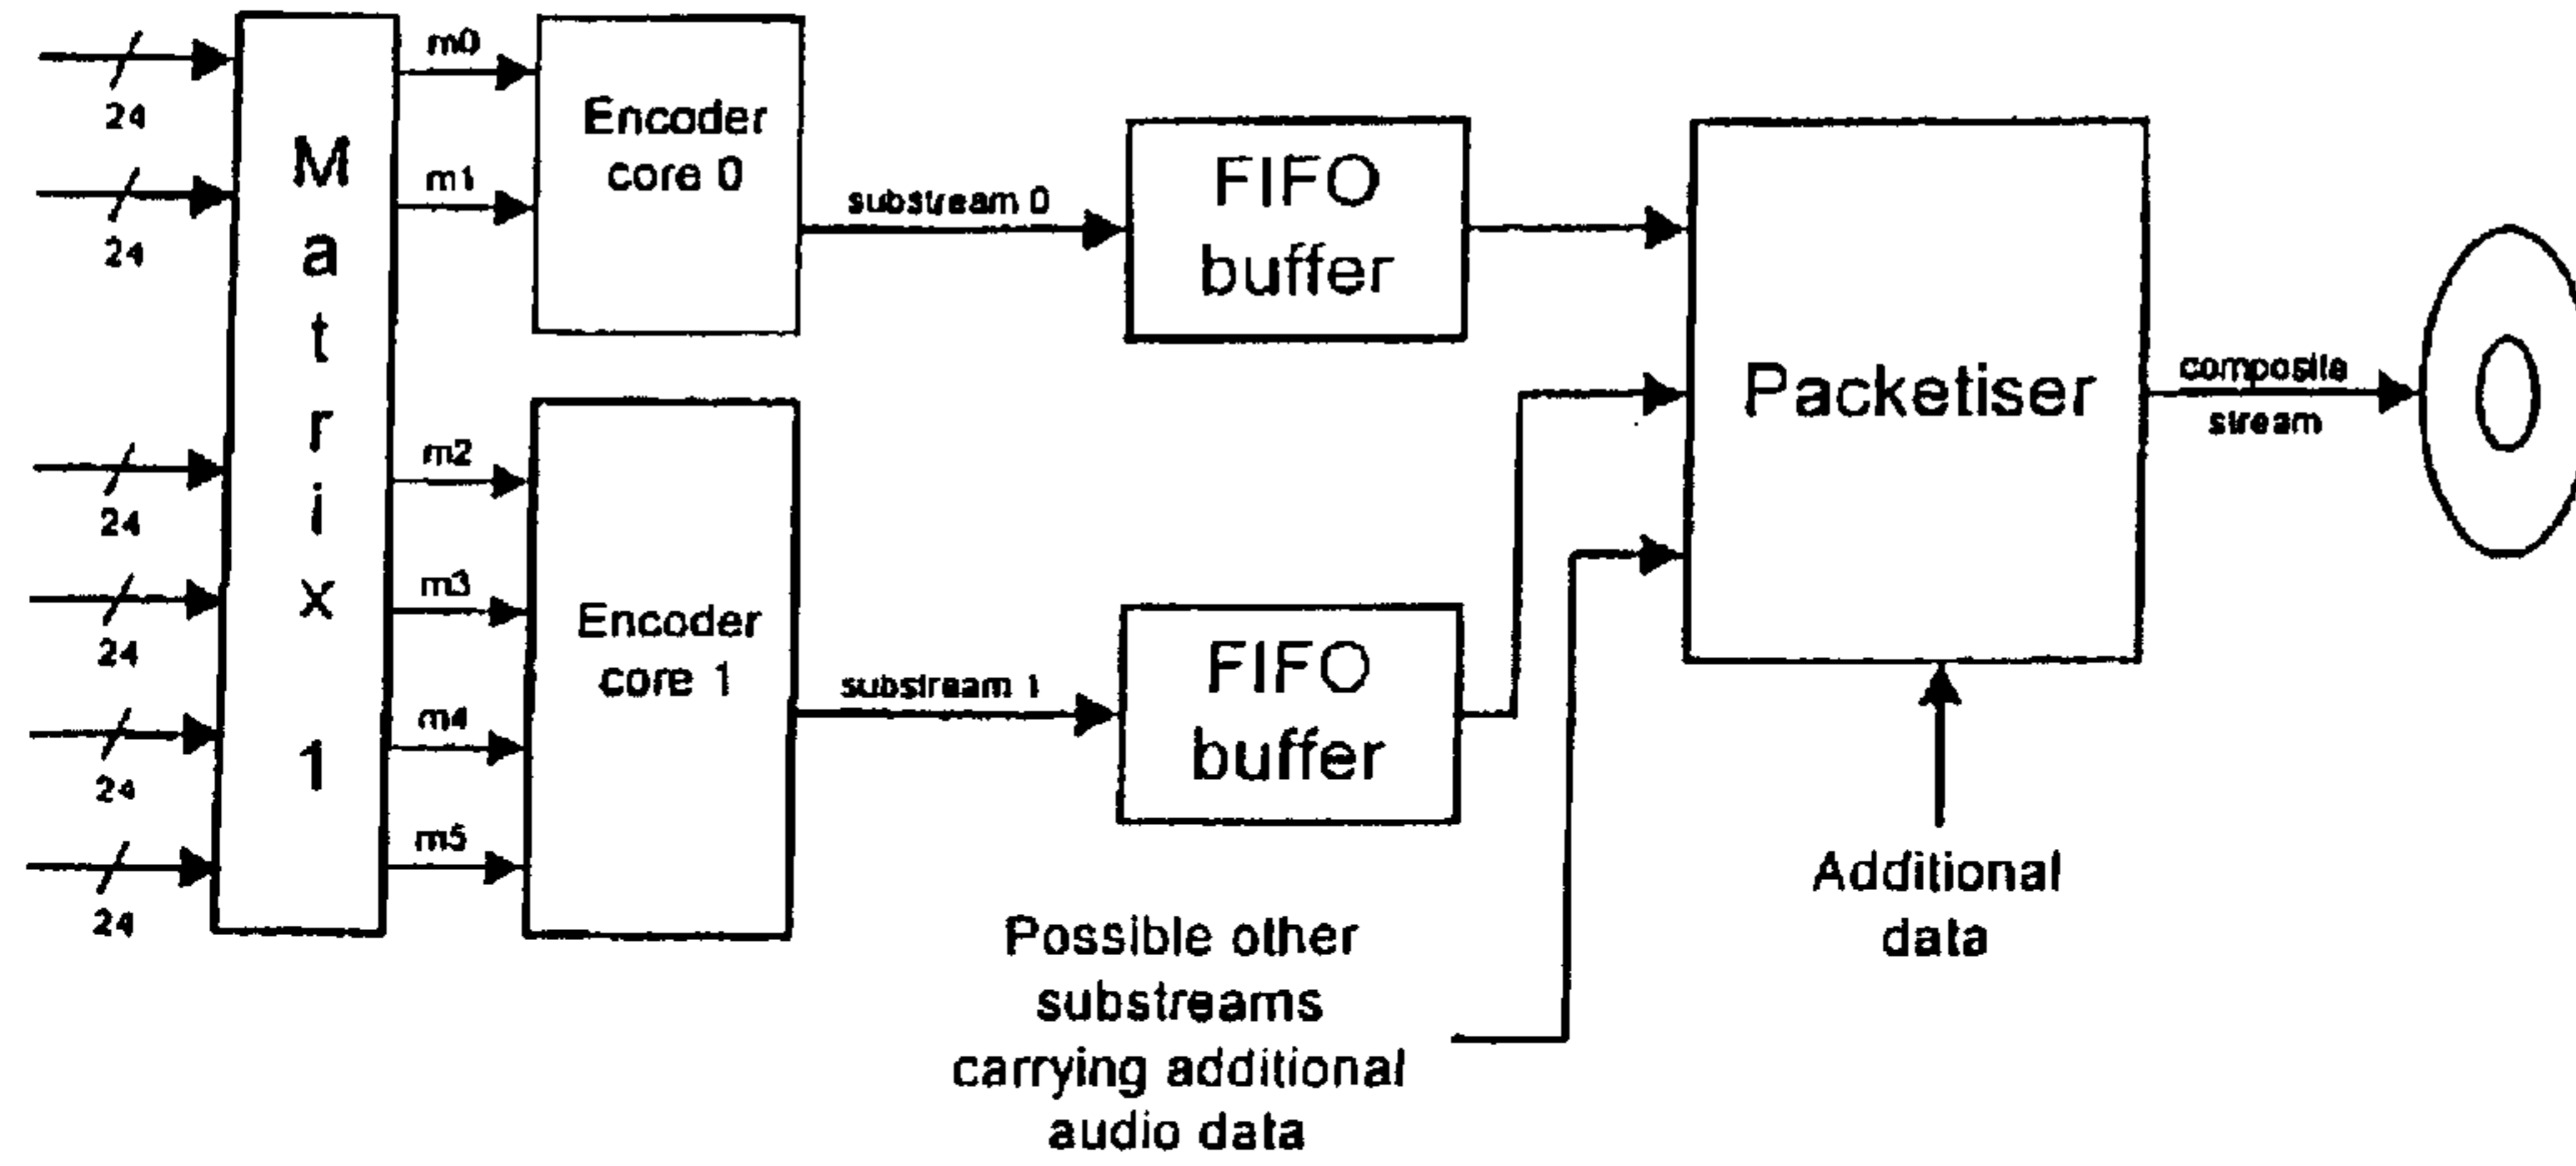 24
24
24
24
24
24
Matrix 1
m0
m1
m2
m3
m4
m5
Encoder
core 0
Encoder
core 1
substream 0
substream 1
FIFO
buffer
FIFO
buffer
Possible other
substreams
carrying additional
audio data
Packetiser
Additional
data
composite
stream